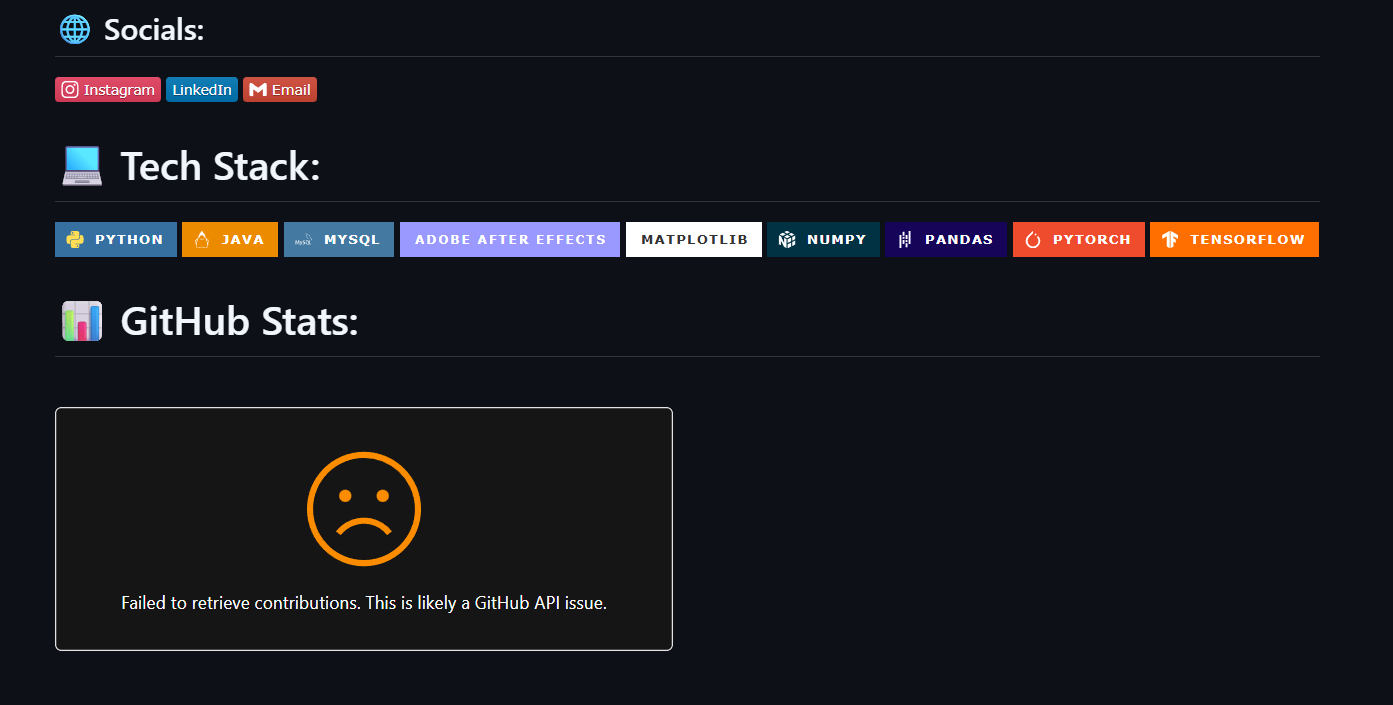 Socials:
Instagram LinkedIn Email
Tech Stack:
PYTHON JAVA MYSQL ADOBE AFTER EFFECTS MATPLOTLIB NUMPY PANDAS PYTORCH TENSORFLOW
GitHub Stats:
Failed to retrieve contributions. This is likely a GitHub API issue.